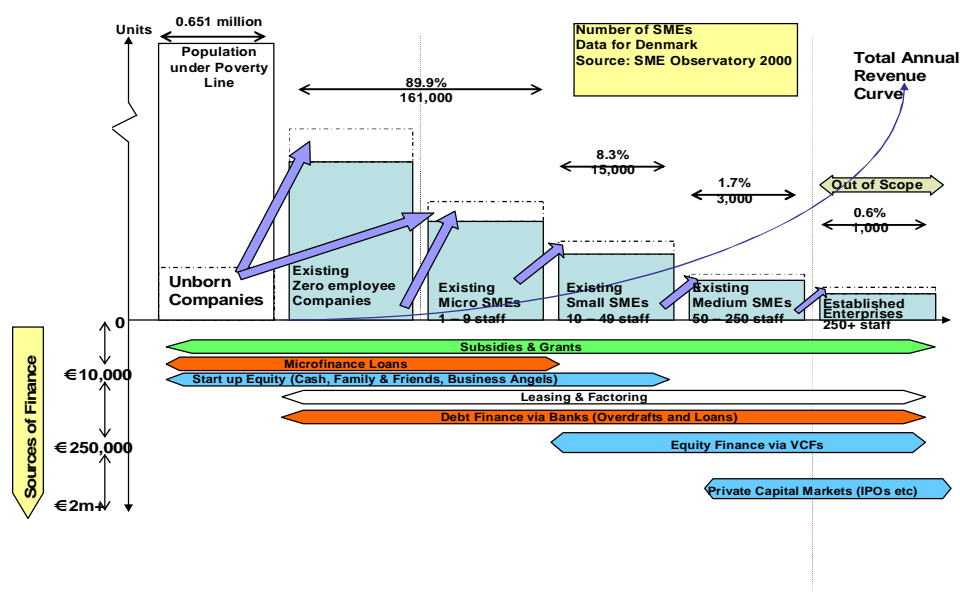 Units
0.651 million
Population
under Poverty
Line
89.9%
161,000
Number of SMEs
Data for Denmark
Source: SME Observatory 2000
Total Annual
Revenue
Curve
8.3%
15,000
1.7%
3,000
Out of Scope
0.6%
1,000
Unborn
Companies
Existing
Zero employee
Companies
Existing
Micro SMEs
1 – 9 staff
Existing
Small SMEs
10 – 49 staff
Existing
Medium SMEs
50 – 250 staff
Established
Enterprises
250+ staff
0
Subsidies & Grants
Microfinance Loans
€10,000
Start up Equity (Cash, Family & Friends, Business Angels)
Leasing & Factoring
Debt Finance via Banks (Overdrafts and Loans)
€250,000
Equity Finance via VCFs
Private Capital Markets (IPOs etc)
€2m+
Sources of Finance